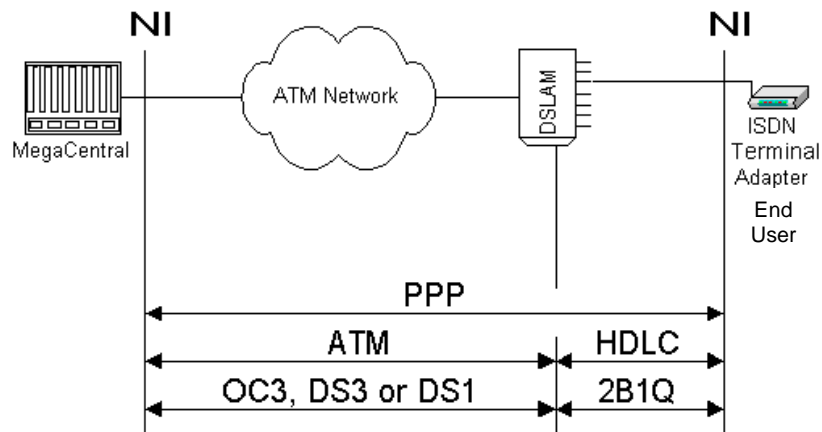 NI
NI
MegaCentral
ATM Network
DSLAM
ISDN
Terminal
Adapter
End
User
PPP
ATM
HDLC
OC3, DS3 or DS1
2B1Q